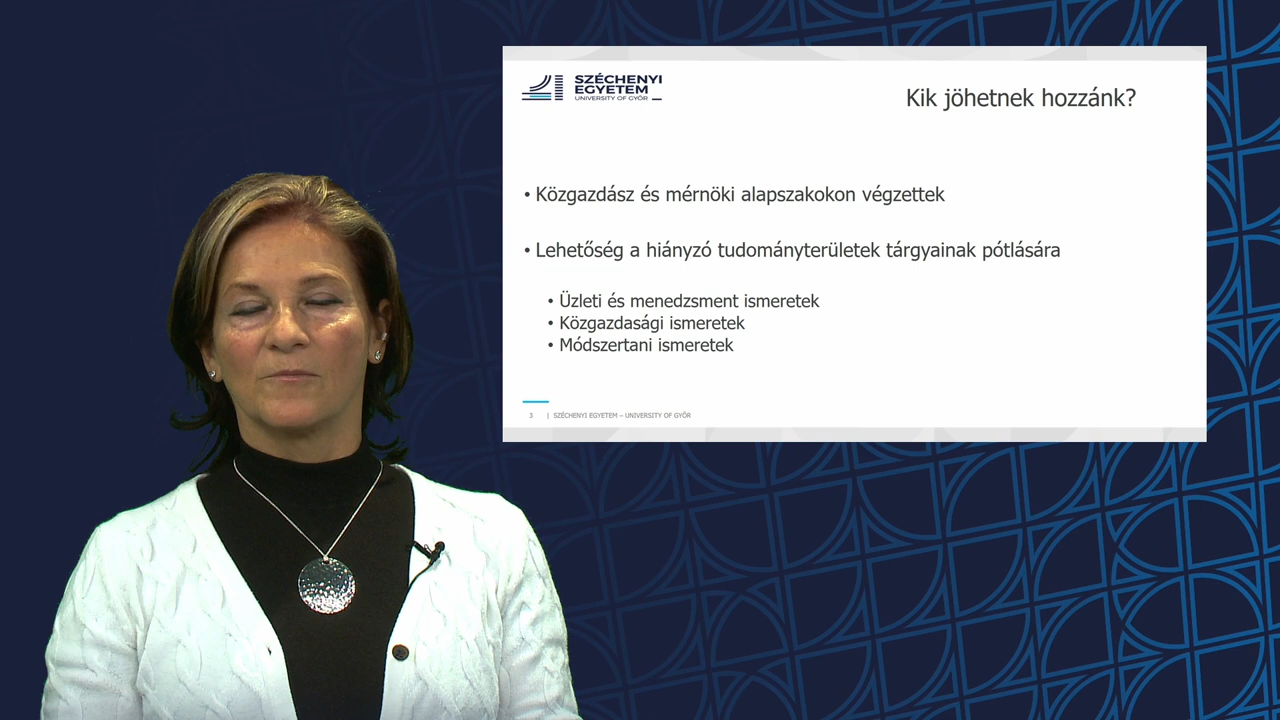 SZÉCHENYI
EGYETEM
UNIVERSITY OF GYŐR
Kik jöhetnek hozzánk?
• Közgazdász és mérnöki alapszakokon végzettek
• Lehetőség a hiányzó tudományterületek tárgyainak pótlására
• Üzleti és menedzsment ismeretek
• Közgazdasági ismeretek
• Módszertani ismeretek
3 | SZÉCHENYI EGYETEM – UNIVERSITY OF GYŐR